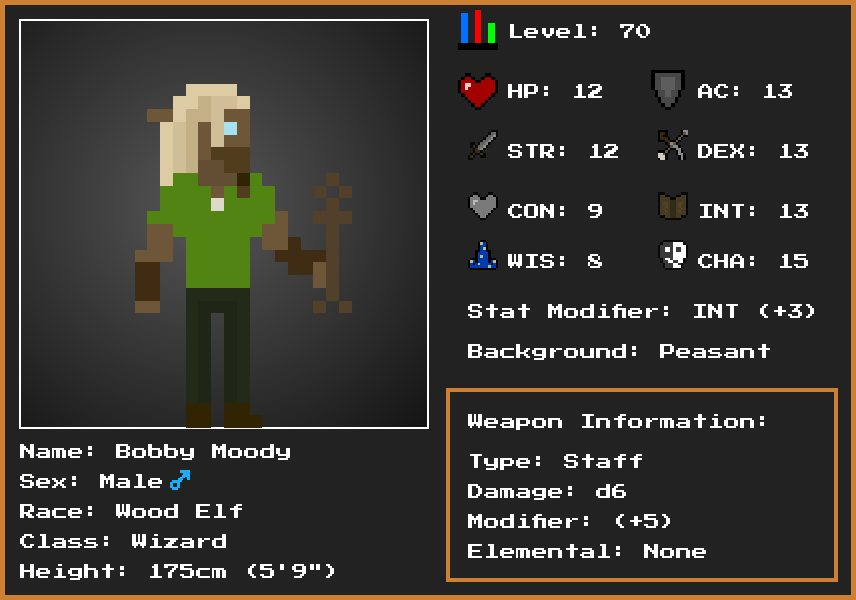 Level: 70
HP: 12
AC: 13
STR: 12
DEX: 13
CON: 9
INT: 13
WIS: 8
CHA: 15
Stat Modifier: INT (+3)
Background: Peasant
Weapon Information:
Type: Staff
Damage: d6
Modifier: (+5)
Elemental: None
Name: Bobby Moody
Sex: Male♂
Race: Wood Elf
Class: Wizard
Height: 175cm (5'9")